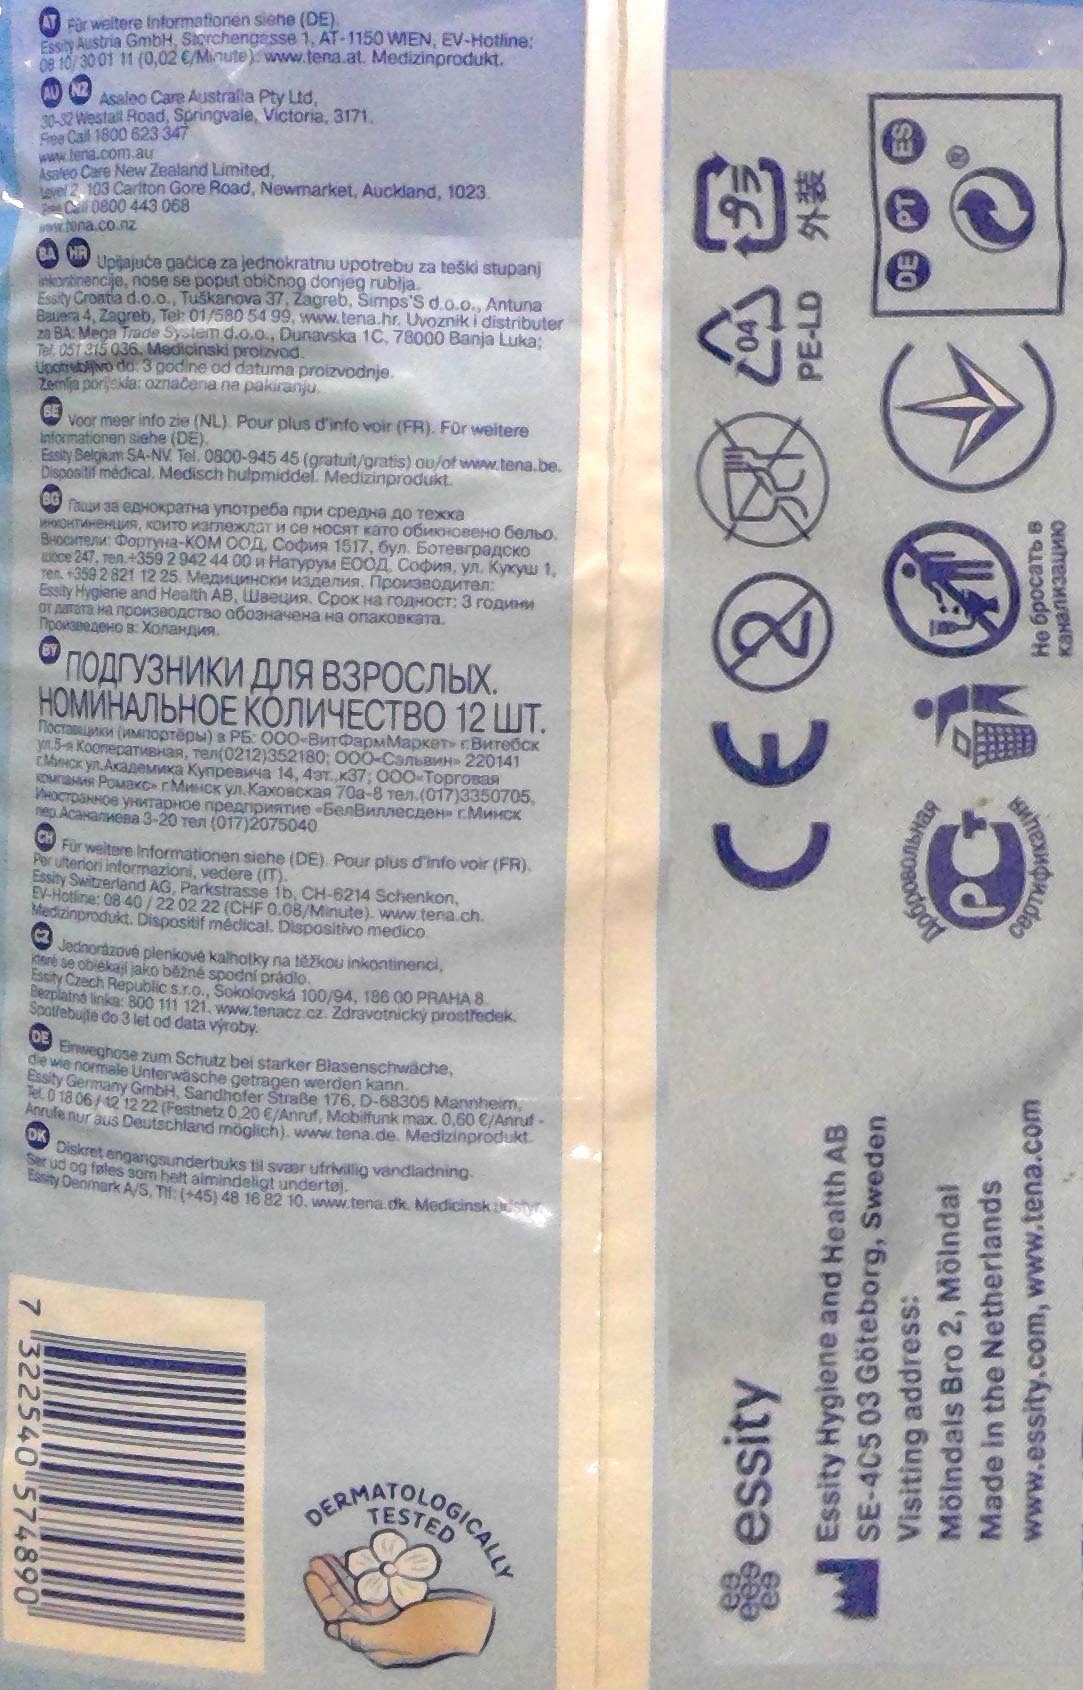 AT Für weitere Informationen siehe (DE).
Essity Austria GmbH, Storchengasse 1, AT-1150 WIEN, EV-Hotline:
08 10/30 01 11 (0,02 €/Minute). www.tena.at. Medizinprodukt.
AU NZ Asaleo Care Australia Pty Ltd,
30-32 Westall Road, Springvale, Victoria, 3171.
Free Call 1800 623 347
www.tena.com.au
Asaleo Care New Zealand Limited,
Level 2, 103 Carlton Gore Road, Newmarket, Auckland, 1023.
Free Call 0800 443 068
www.tena.co.nz
BA HR Upijajuće gaćice za jednokratnu upotrebu za teški stupanj
inkontinencije, nose se poput običnog donjeg rublja.
Essity Croatia d.o.o., Tuškanova 37, Zagreb, Simps'S d.o.o., Antuna
Bauera 4, Zagreb, Tel: 01/580 54 99, www.tena.hr. Uvoznik i distributer
za BA: Mega Trade System d.o.o., Dunavska 1C, 78000 Banja Luka;
Tel. 051 315 036. Medicinski proizvod.
Upotrebljivo do: 3 godine od datuma proizvodnje.
Zemlja porijekla: označena na pakiranju.
BE Voor meer info zie (NL). Pour plus d'info voir (FR). Für weitere
Informationen siehe (DE).
Essity Belgium SA-NV. Tel. 0800-945 45 (gratuit/gratis) ou/of www.tena.be.
Dispositif médical. Medisch hulpmiddel. Medizinprodukt.
BG Гащи за еднократна употреба при средна до тежка
инконтиненция, които изглеждат и се носят като обикновено бельо.
Вносители: Фортуна-КОМ ООД, София 1517, бул. Ботевградско
шосе 247, тел.+359 2 942 44 00 и Натурум ЕООД, София, ул. Кукуш 1,
тел. +359 2 821 12 25. Медицински изделия. Производител:
Essity Hygiene and Health AB, Швеция. Срок на годност: 3 години
от датата на производство обозначена на опаковката.
Произведено в: Холандия.
BY ПОДГУЗНИКИ ДЛЯ ВЗРОСЛЫХ.
НОМИНАЛЬНОЕ КОЛИЧЕСТВО 12 ШТ.
Поставщики (импортёры) в РБ: ООО«ВитФармМаркет» г.Витебск
ул.5-я Кооперативная, тел(0212)352180; ООО«Сэльвин» 220141
г.Минск ул.Академика Купревича 14, 4эт.,к37; ООО«Торговая
компания Ромакс» г.Минск ул.Каховская 70а-8 тел.(017)3350705,
Иностранное унитарное предприятие «БелВиллесден» г.Минск
пер.Асаналиева 3-20 тел (017)2075040
CH Für weitere Informationen siehe (DE). Pour plus d'info voir (FR).
Per ulteriori informazioni, vedere (IT).
Essity Switzerland AG, Parkstrasse 1b, CH-6214 Schenkon,
EV-Hotline: 08 40 / 22 02 22 (CHF 0.08/Minute). www.tena.ch.
Medizinprodukt. Dispositif médical. Dispositivo medico.
CZ Jednorázové plenkové kalhotky na těžkou inkontinenci,
které se oblékají jako běžné spodní prádlo.
Essity Czech Republic s.r.o., Sokolovská 100/94, 186 00 PRAHA 8.
Bezplatná linka: 800 111 121. www.tenacz.cz. Zdravotnický prostředek.
Spotřebujte do 3 let od data výroby.
DE Einweghose zum Schutz bei starker Blasenschwäche,
die wie normale Unterwäsche getragen werden kann.
Essity Germany GmbH, Sandhofer Straße 176, D-68305 Mannheim,
Tel. 0 18 06 / 12 12 22 (Festnetz 0,20 €/Anruf, Mobilfunk max. 0,60 €/Anruf -
Anrufe nur aus Deutschland möglich). www.tena.de. Medizinprodukt.
DK Diskret engangsunderbuks til svær ufrivillig vandladning.
Ser ud og føles som helt almindeligt undertøj.
Essity Denmark A/S, Tlf: (+45) 48 16 82 10. www.tena.dk. Medicinsk udstyr.
7 322540 574890
DERMATOLOGICALLY
TESTED
プラ
外装
04
PE-LD
DE PT ES
®
2
Не бросать в
канализацию
CE
Добровольная
РСТ
сертификация
essity
Essity Hygiene and Health AB
SE-405 03 Göteborg, Sweden
Visiting address:
Mölndals Bro 2, Mölndal
Made in the Netherlands
www.essity.com, www.tena.com